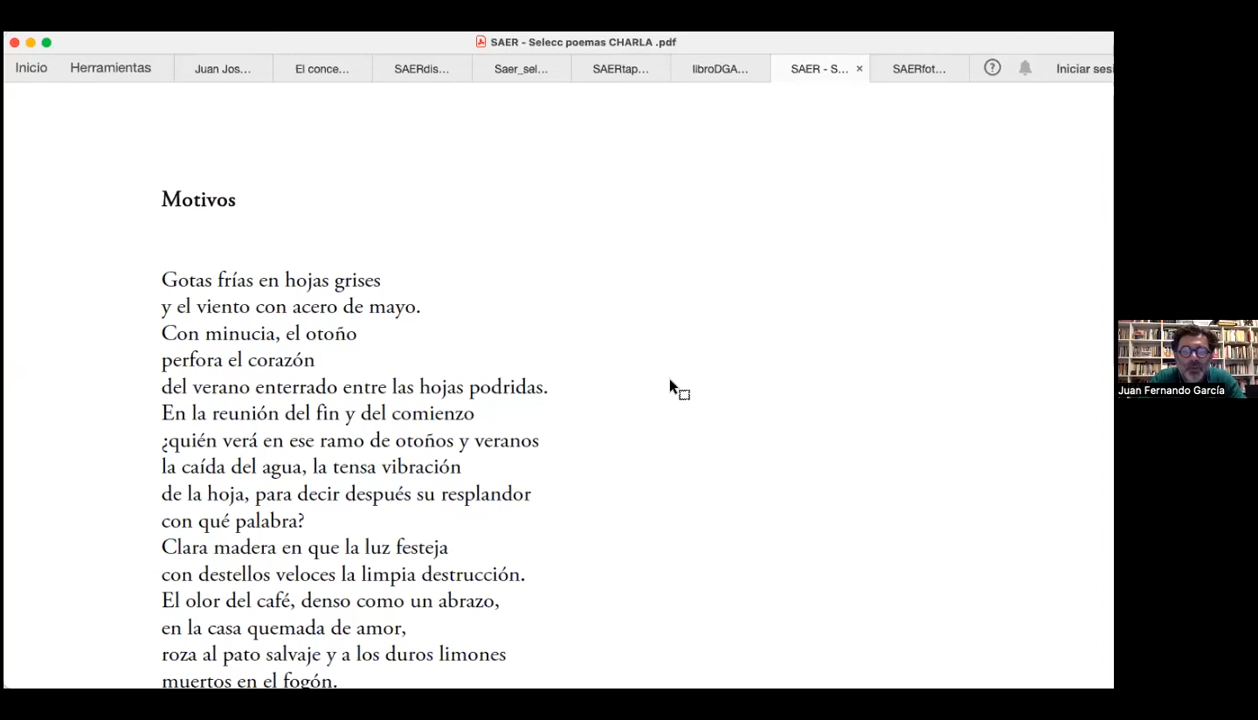 SAER - Selecc poemas CHARLA .pdf
Inicio
Herramientas
Juan Jos...
El conce...
SAERdis...
Saer_sel...
SAERtap...
libroDGA...
SAER - S...
×
SAERfot...
?
Iniciar sesi
Motivos
Gotas frías en hojas grises
y el viento con acero de mayo.
Con minucia, el otoño
perfora el corazón
del verano enterrado entre las hojas podridas.
En la reunión del fin y del comienzo
¿quién verá en ese ramo de otoños y veranos
la caída del agua, la tensa vibración
de la hoja, para decir después su resplandor
con qué palabra?
Clara madera en que la luz festeja
con destellos veloces la limpia destrucción.
El olor del café, denso como un abrazo,
en la casa quemada de amor,
roza al pato salvaje y a los duros limones
muertos en el fogón.
Juan Fernando García